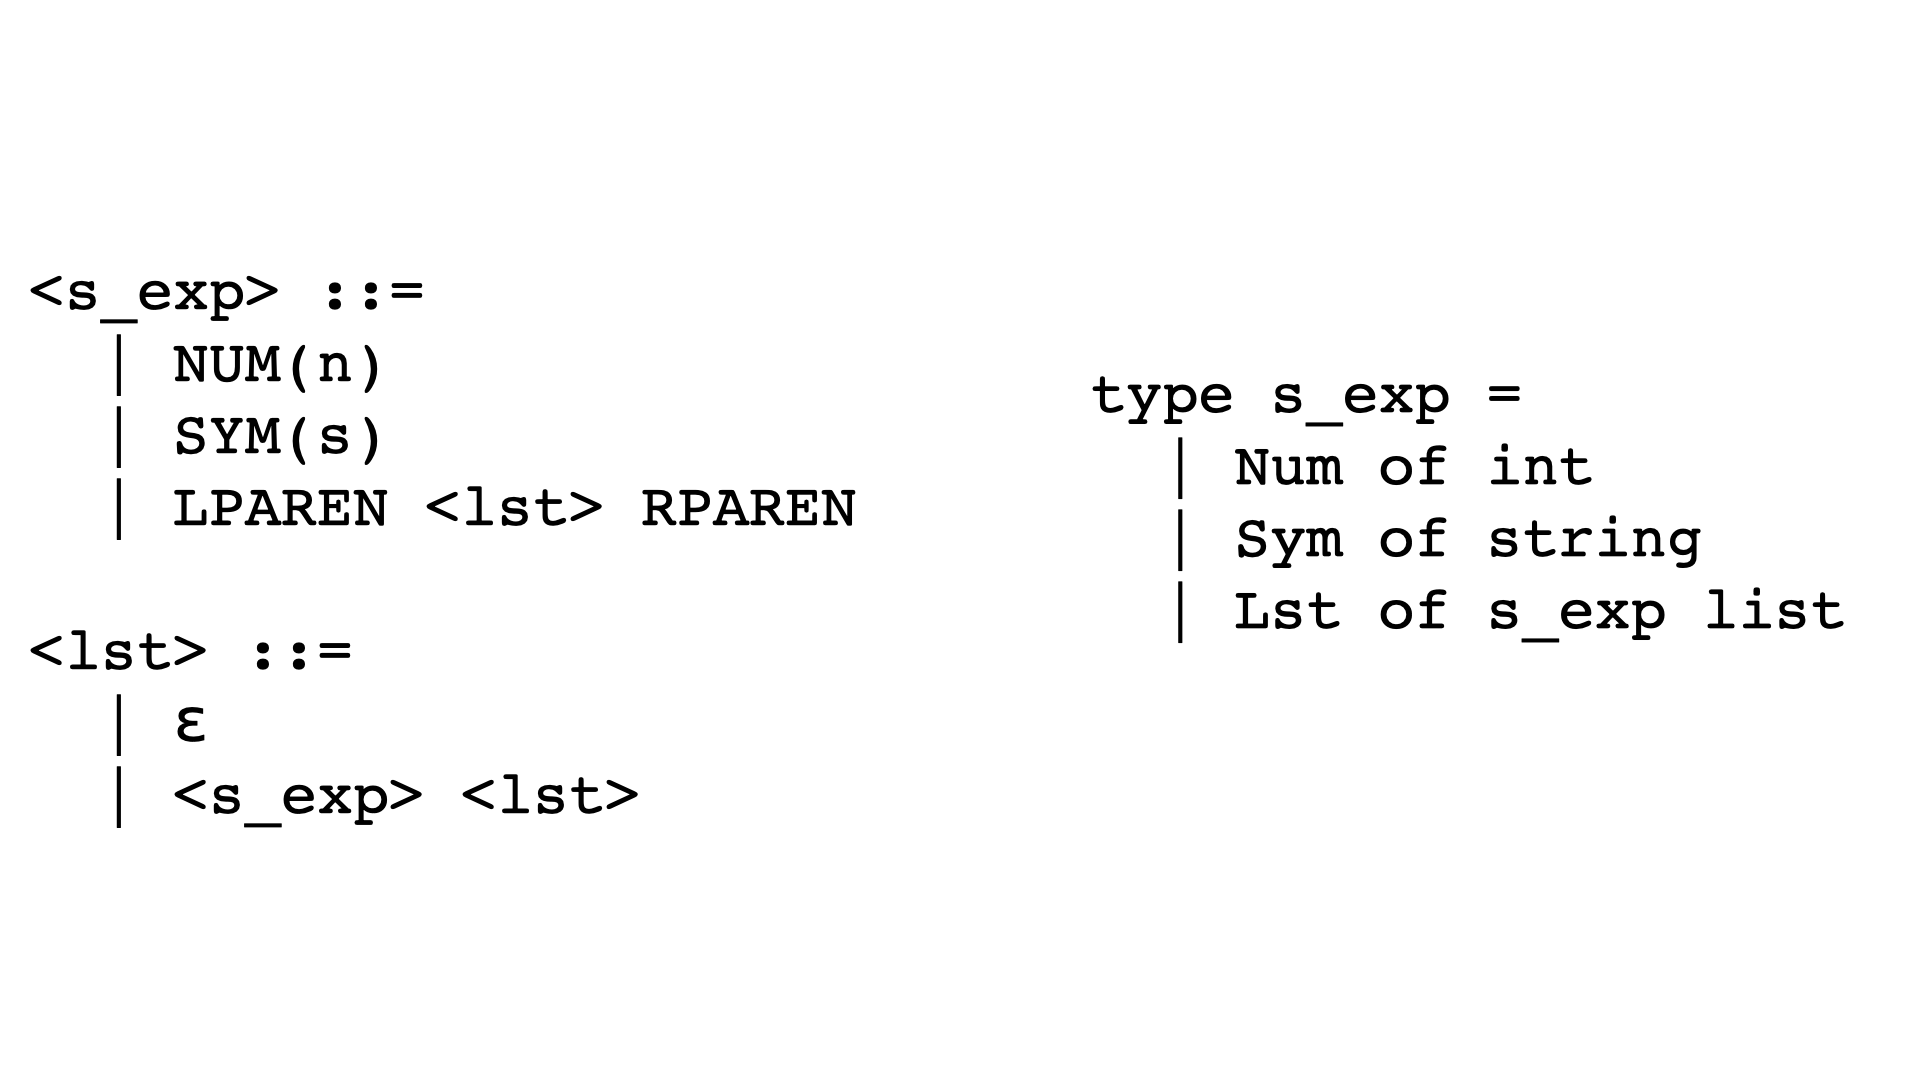 <s_exp> ::=
| NUM(n)
| SYM(s)
| LPAREN <lst> RPAREN
<lst> ::=
| ε
| <s_exp> <lst>
type s_exp =
| Num of int
| Sym of string
| Lst of s_exp list